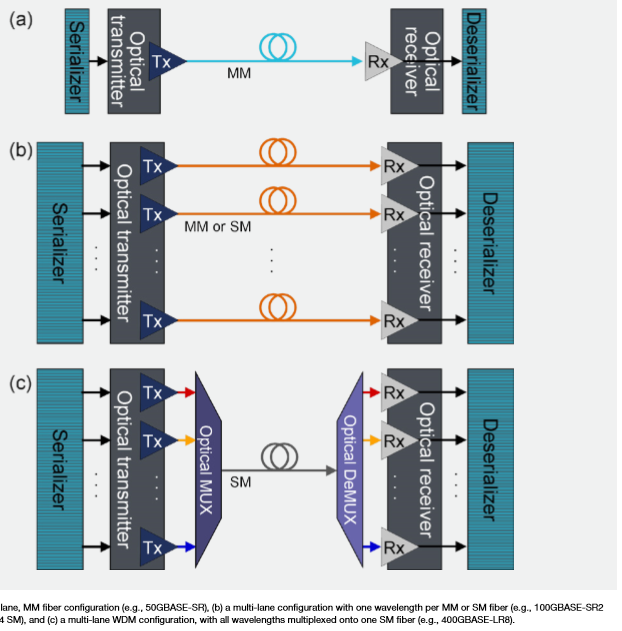 (a)
Serializer
Optical
transmitter
Tx
MM
Rx
Optical
receiver
Deserializer
(b)
Serializer
Optical transmitter
Tx
Tx
Tx
MM or SM
Rx
Rx
Rx
Optical receiver
Deserializer
(c)
Serializer
Optical transmitter
Tx
Tx
Tx
Optical MUX
SM
Optical DeMUX
Rx
Rx
Rx
Optical receiver
Deserializer
lane, MM fiber configuration (e.g., 50GBASE-SR), (b) a multi-lane configuration with one wavelength per MM or SM fiber (e.g., 100GBASE-SR2
4 SM), and (c) a multi-lane WDM configuration, with all wavelengths multiplexed onto one SM fiber (e.g., 400GBASE-LR8).